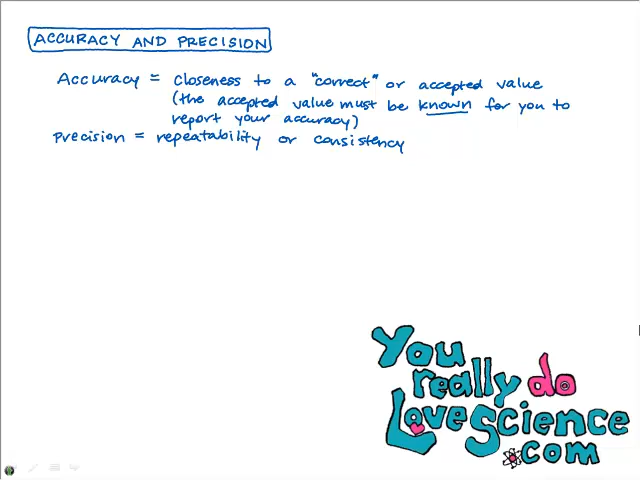 ACCURACY AND PRECISION
Accuracy = closeness to a "correct" or accepted value
(the accepted value must be known for you to
report your accuracy)
Precision = repeatability or consistency
You
really do
Love Science
.com